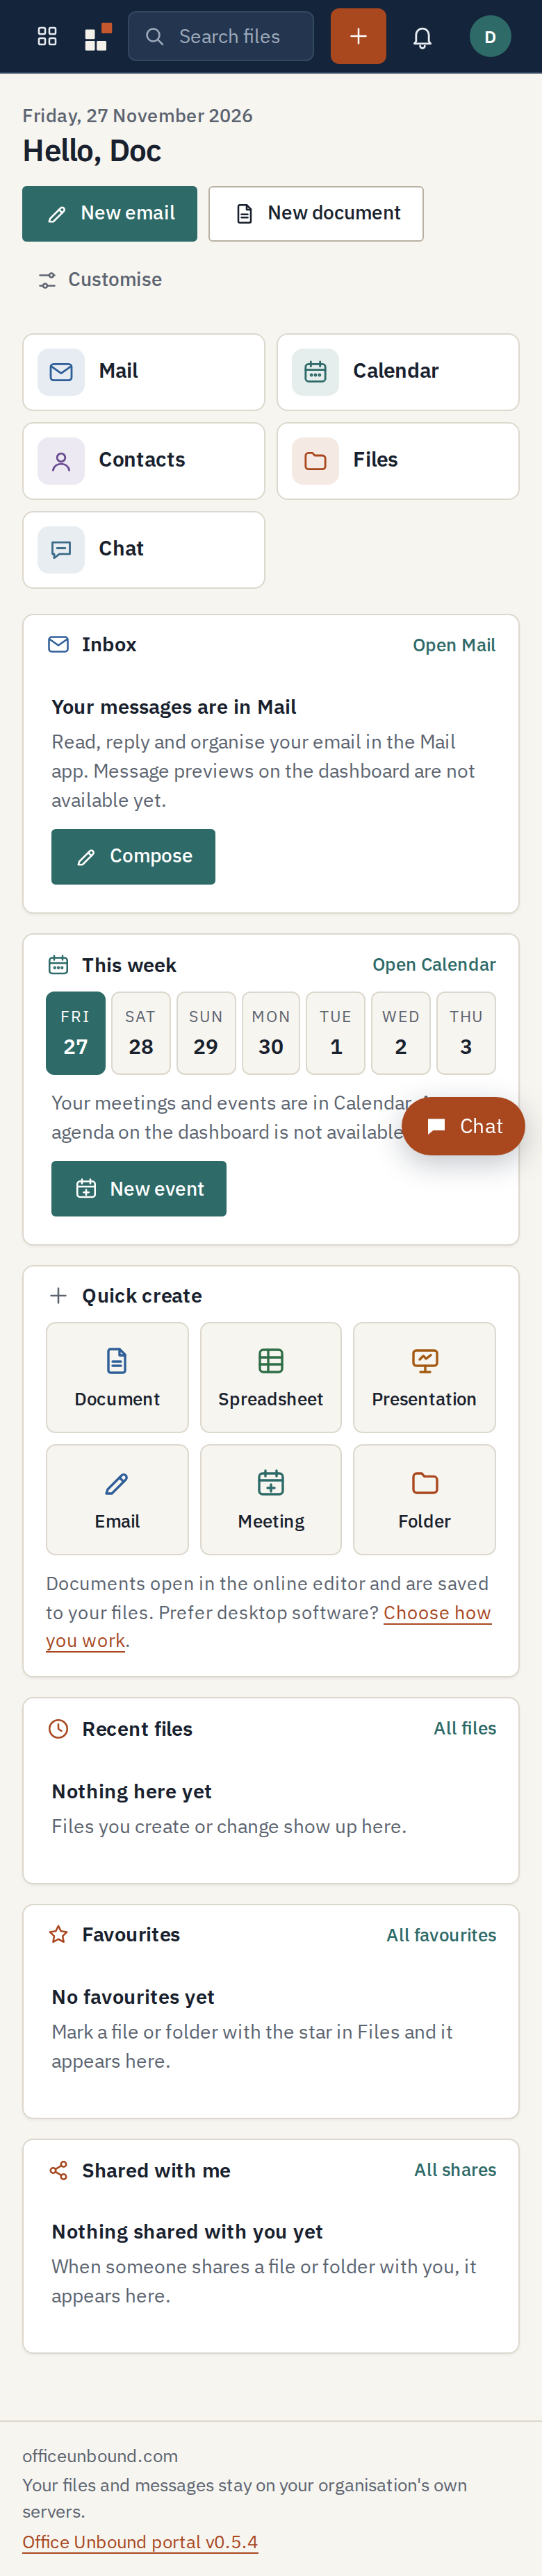 Search files
D
Friday, 27 November 2026
Hello, Doc
New email
New document
Customise
Mail
Calendar
Contacts
Files
Chat
Inbox
Open Mail
Your messages are in Mail
Read, reply and organise your email in the Mail
app. Message previews on the dashboard are not
available yet.
Compose
This week
Open Calendar
FRI SAT SUN MON TUE WED THU
27 28 29 30 1 2 3
Your meetings and events are in Calendar.
agenda on the dashboard is not available
Chat
New event
Quick create
Document
Spreadsheet
Presentation
Email
Meeting
Folder
Documents open in the online editor and are saved
to your files. Prefer desktop software? Choose how
you work.
Recent files
All files
Nothing here yet
Files you create or change show up here.
Favourites
All favourites
No favourites yet
Mark a file or folder with the star in Files and it
appears here.
Shared with me
All shares
Nothing shared with you yet
When someone shares a file or folder with you, it
appears here.
officeunbound.com
Your files and messages stay on your organisation's own
servers.
Office Unbound portal v0.5.4